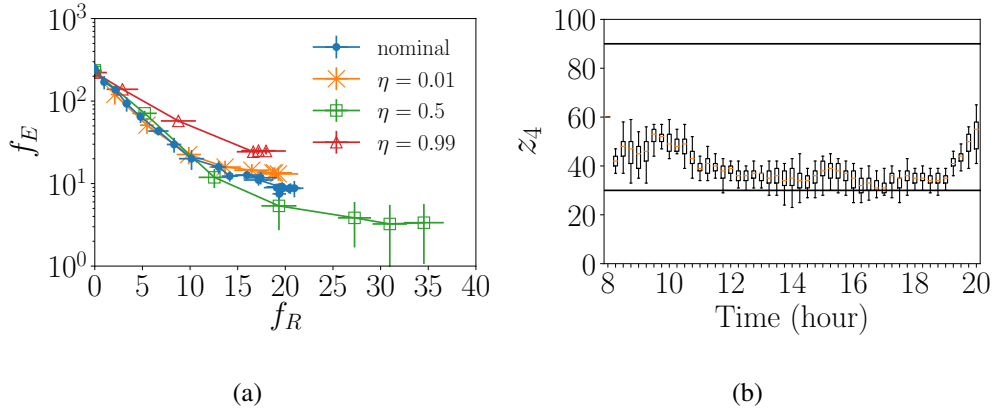 10^3
10^2
10^1
10^0
f_E
0 5 10 15 20 25 30 35 40
f_R
nominal
η = 0.01
η = 0.5
η = 0.99
(a)
100
80
60
40
20
0
z_4
8 10 12 14 16 18 20
Time (hour)
(b)